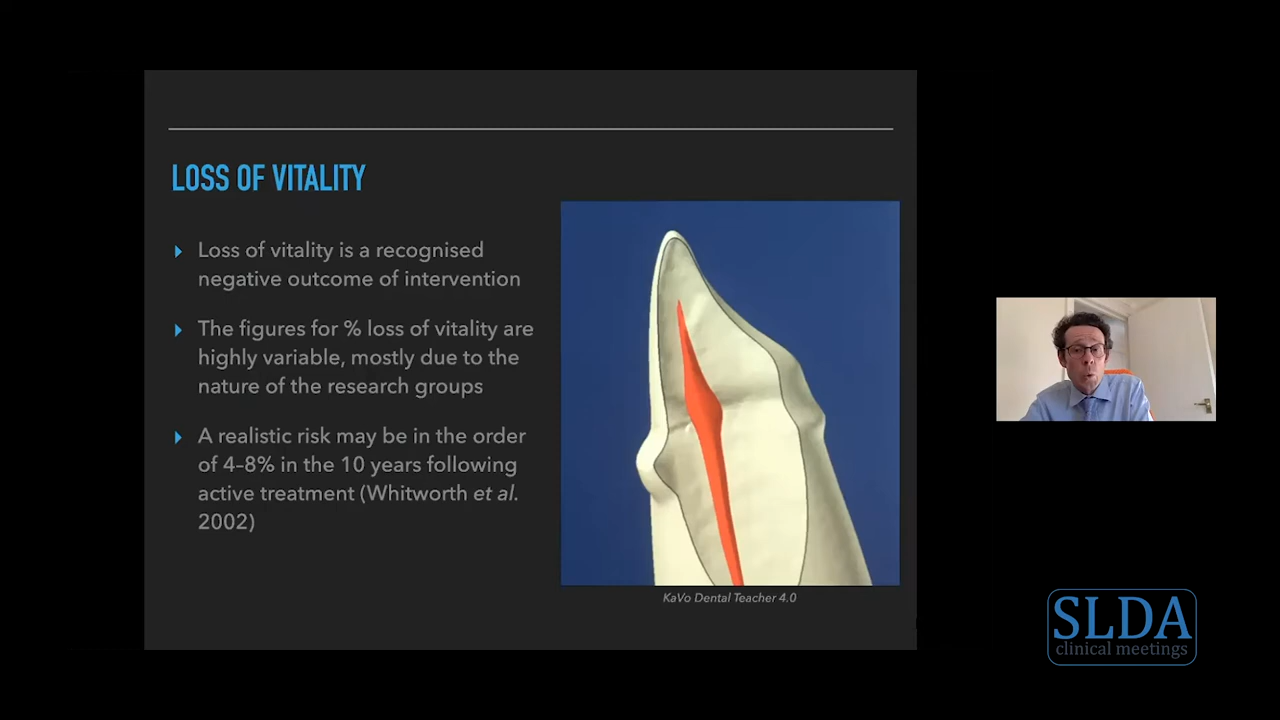 LOSS OF VITALITY
Loss of vitality is a recognised
negative outcome of intervention
The figures for % loss of vitality are
highly variable, mostly due to the
nature of the research groups
A realistic risk may be in the order
of 4–8% in the 10 years following
active treatment (Whitworth et al.
2002)
KaVo Dental Teacher 4.0
SLDA
clinical meetings